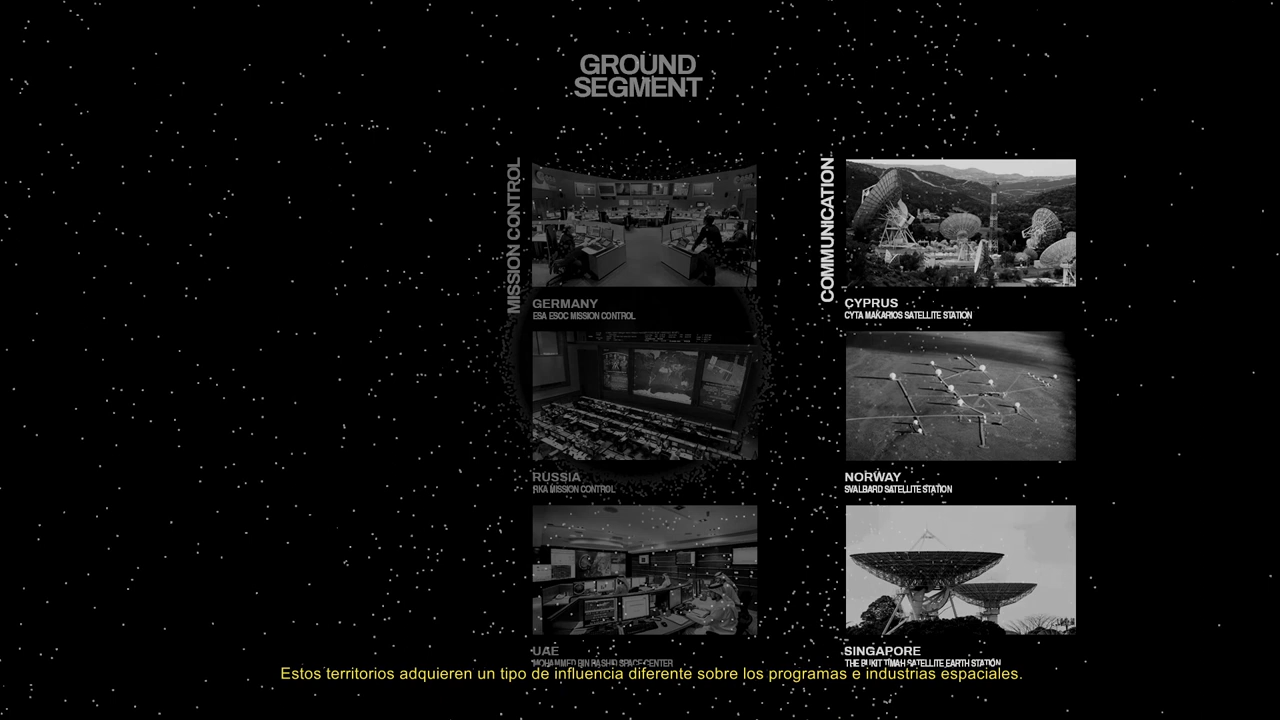 GROUND
SEGMENT
MISSION CONTROL
GERMANY
ESA ESOC MISSION CONTROL
RUSSIA
RKA MISSION CONTROL
UAE
MOHAMMED BIN RASHID SPACE CENTER
COMMUNICATION
CYPRUS
CYTA MAKARIOS SATELLITE STATION
NORWAY
SVALBARD SATELLITE STATION
SINGAPORE
THE BUKIT TIMAH SATELLITE EARTH STATION
Estos territorios adquieren un tipo de influencia diferente sobre los programas e industrias espaciales.